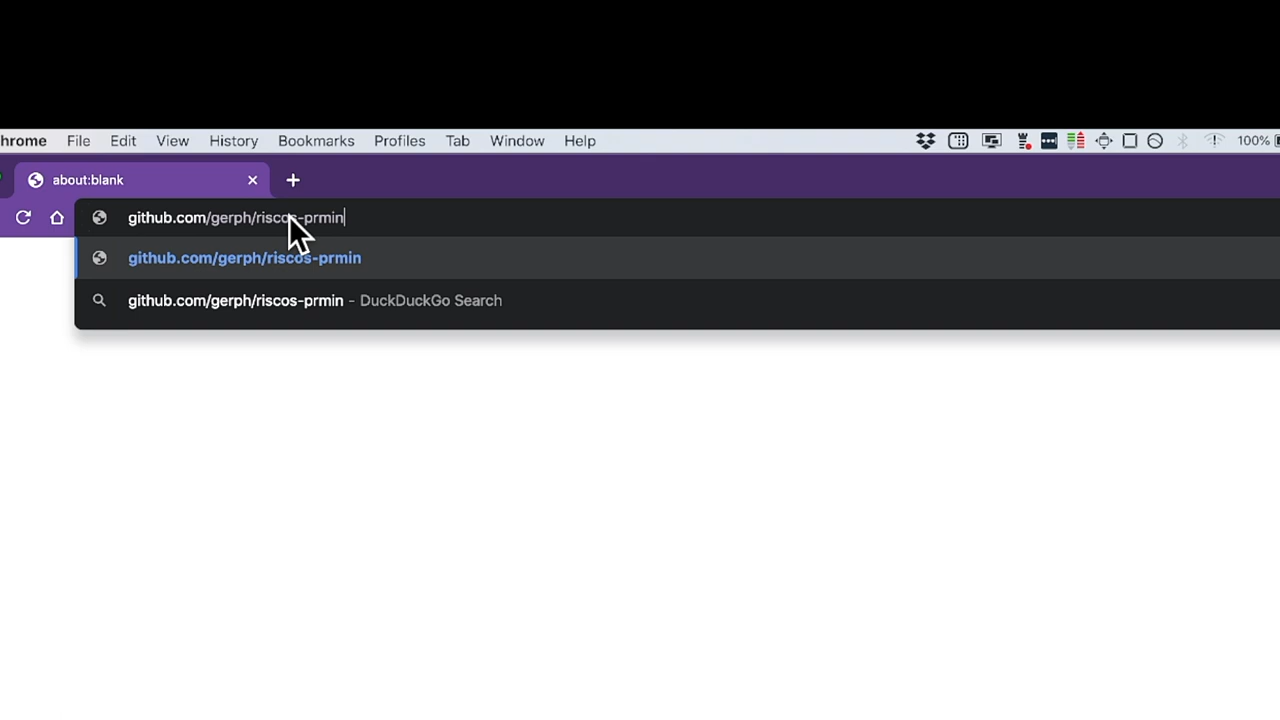 hrome File Edit View History Bookmarks Profiles Tab Window Help 100%
about:blank
github.com/gerph/riscos-prmin
github.com/gerph/riscos-prmin
github.com/gerph/riscos-prmin - DuckDuckGo Search